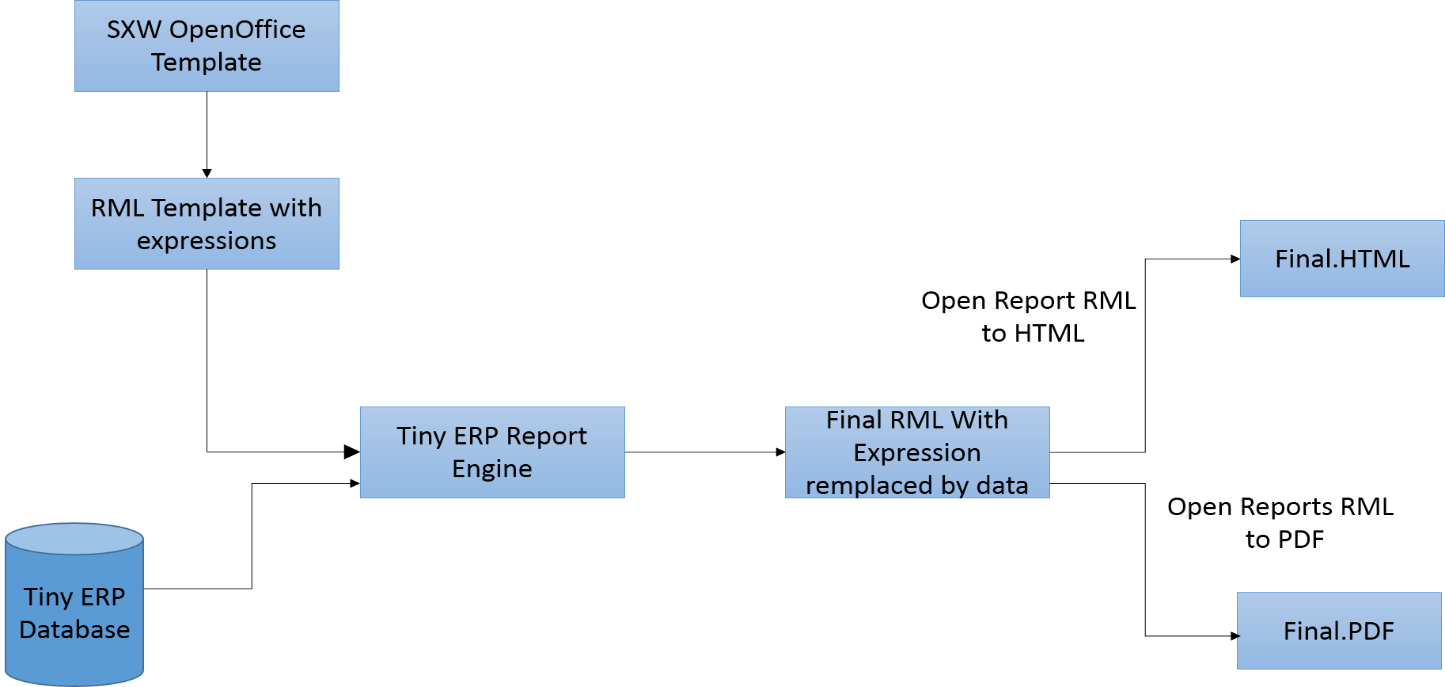 SXW OpenOffice
Template
RML Template with
expressions
Final.HTML
Open Report RML
to HTML
Tiny ERP Report
Engine
Final RML With
Expression
remplaced by data
Open Reports RML
to PDF
Tiny ERP
Database
Final.PDF